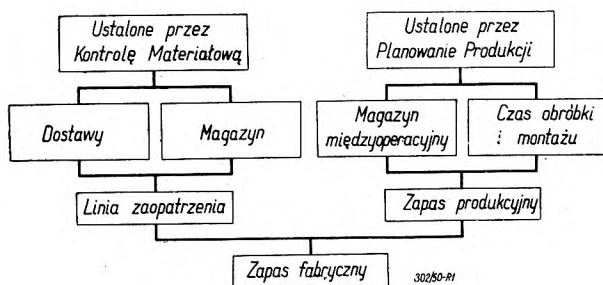 Ustalone przez
Kontrolę Materiałową
Ustalone przez
Planowanie Produkcji
Dostawy
Magazyn
Magazyn
międzyoperacyjny
Czas obróbki
i montażu
Linia zaopatrzenia
Zapas produkcyjny
Zapas fabryczny
302/50-R1